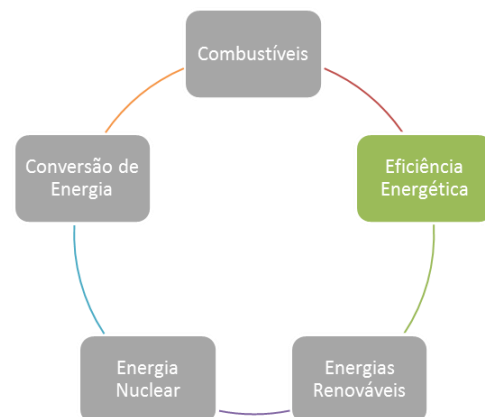 Combustíveis
Eficiência
Energética
Energias
Renováveis
Energia
Nuclear
Conversão de
Energia